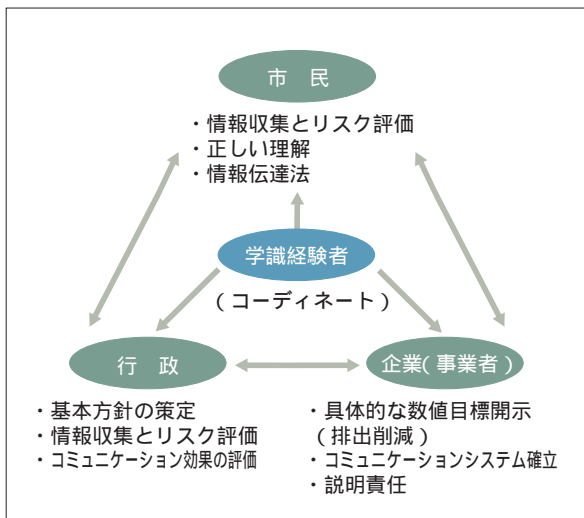 市 民
・情報収集とリスク評価
・正しい理解
・情報伝達法
学識経験者
(コーディネート)
行 政
・基本方針の策定
・情報収集とリスク評価
・コミュニケーション効果の評価
企業(事業者)
・具体的な数値目標開示
(排出削減)
・コミュニケーションシステム確立
・説明責任